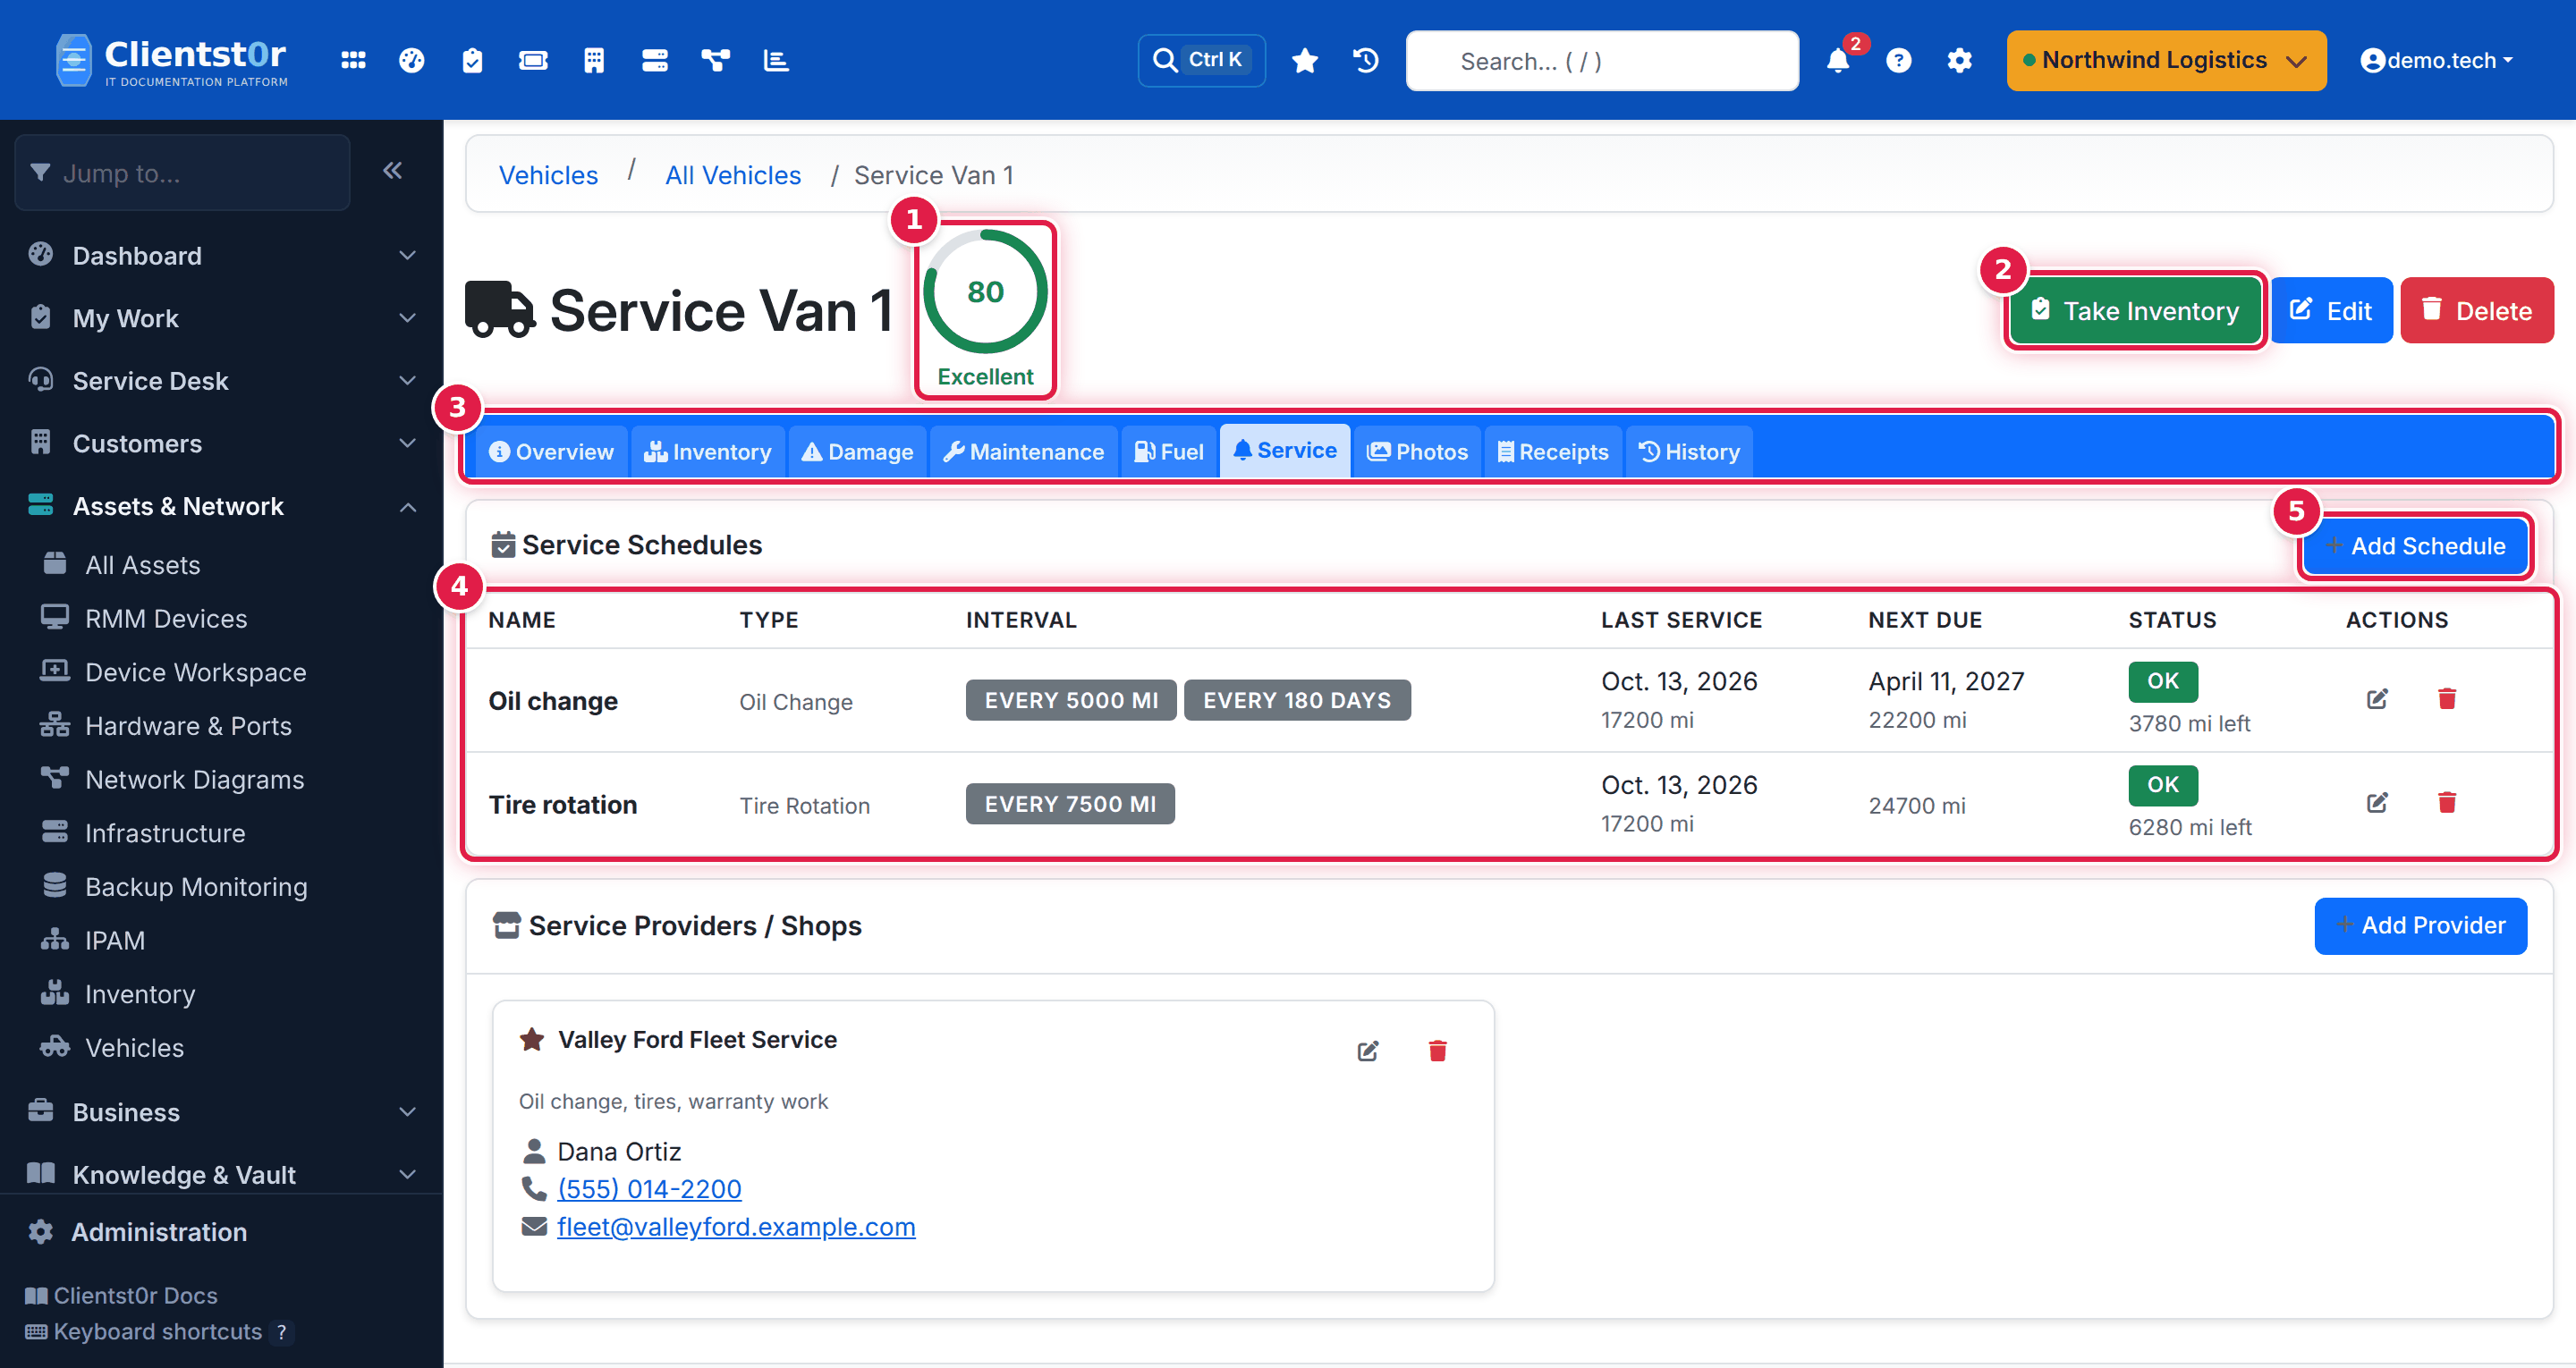 Clientst0r
IT DOCUMENTATION PLATFORM
Ctrl K
Search... ( / )
2
Northwind Logistics
demo.tech
Jump to...
Dashboard
My Work
Service Desk
Customers
Assets & Network
All Assets
RMM Devices
Device Workspace
Hardware & Ports
Network Diagrams
Infrastructure
Backup Monitoring
IPAM
Inventory
Vehicles
Business
Knowledge & Vault
Administration
Clientst0r Docs
Keyboard shortcuts ?
Vehicles / All Vehicles / Service Van 1
1
Service Van 1
80
Excellent
2
Take Inventory
Edit
Delete
3
Overview Inventory Damage Maintenance Fuel Service Photos Receipts History
Service Schedules
5
+ Add Schedule
4
NAME TYPE INTERVAL LAST SERVICE NEXT DUE STATUS ACTIONS
Oil change Oil Change EVERY 5000 MI EVERY 180 DAYS Oct. 13, 2026 April 11, 2027 OK
17200 mi 22200 mi 3780 mi left
Tire rotation Tire Rotation EVERY 7500 MI Oct. 13, 2026 24700 mi OK
17200 mi 6280 mi left
Service Providers / Shops
+ Add Provider
Valley Ford Fleet Service
Oil change, tires, warranty work
Dana Ortiz
(555) 014-2200
fleet@valleyford.example.com